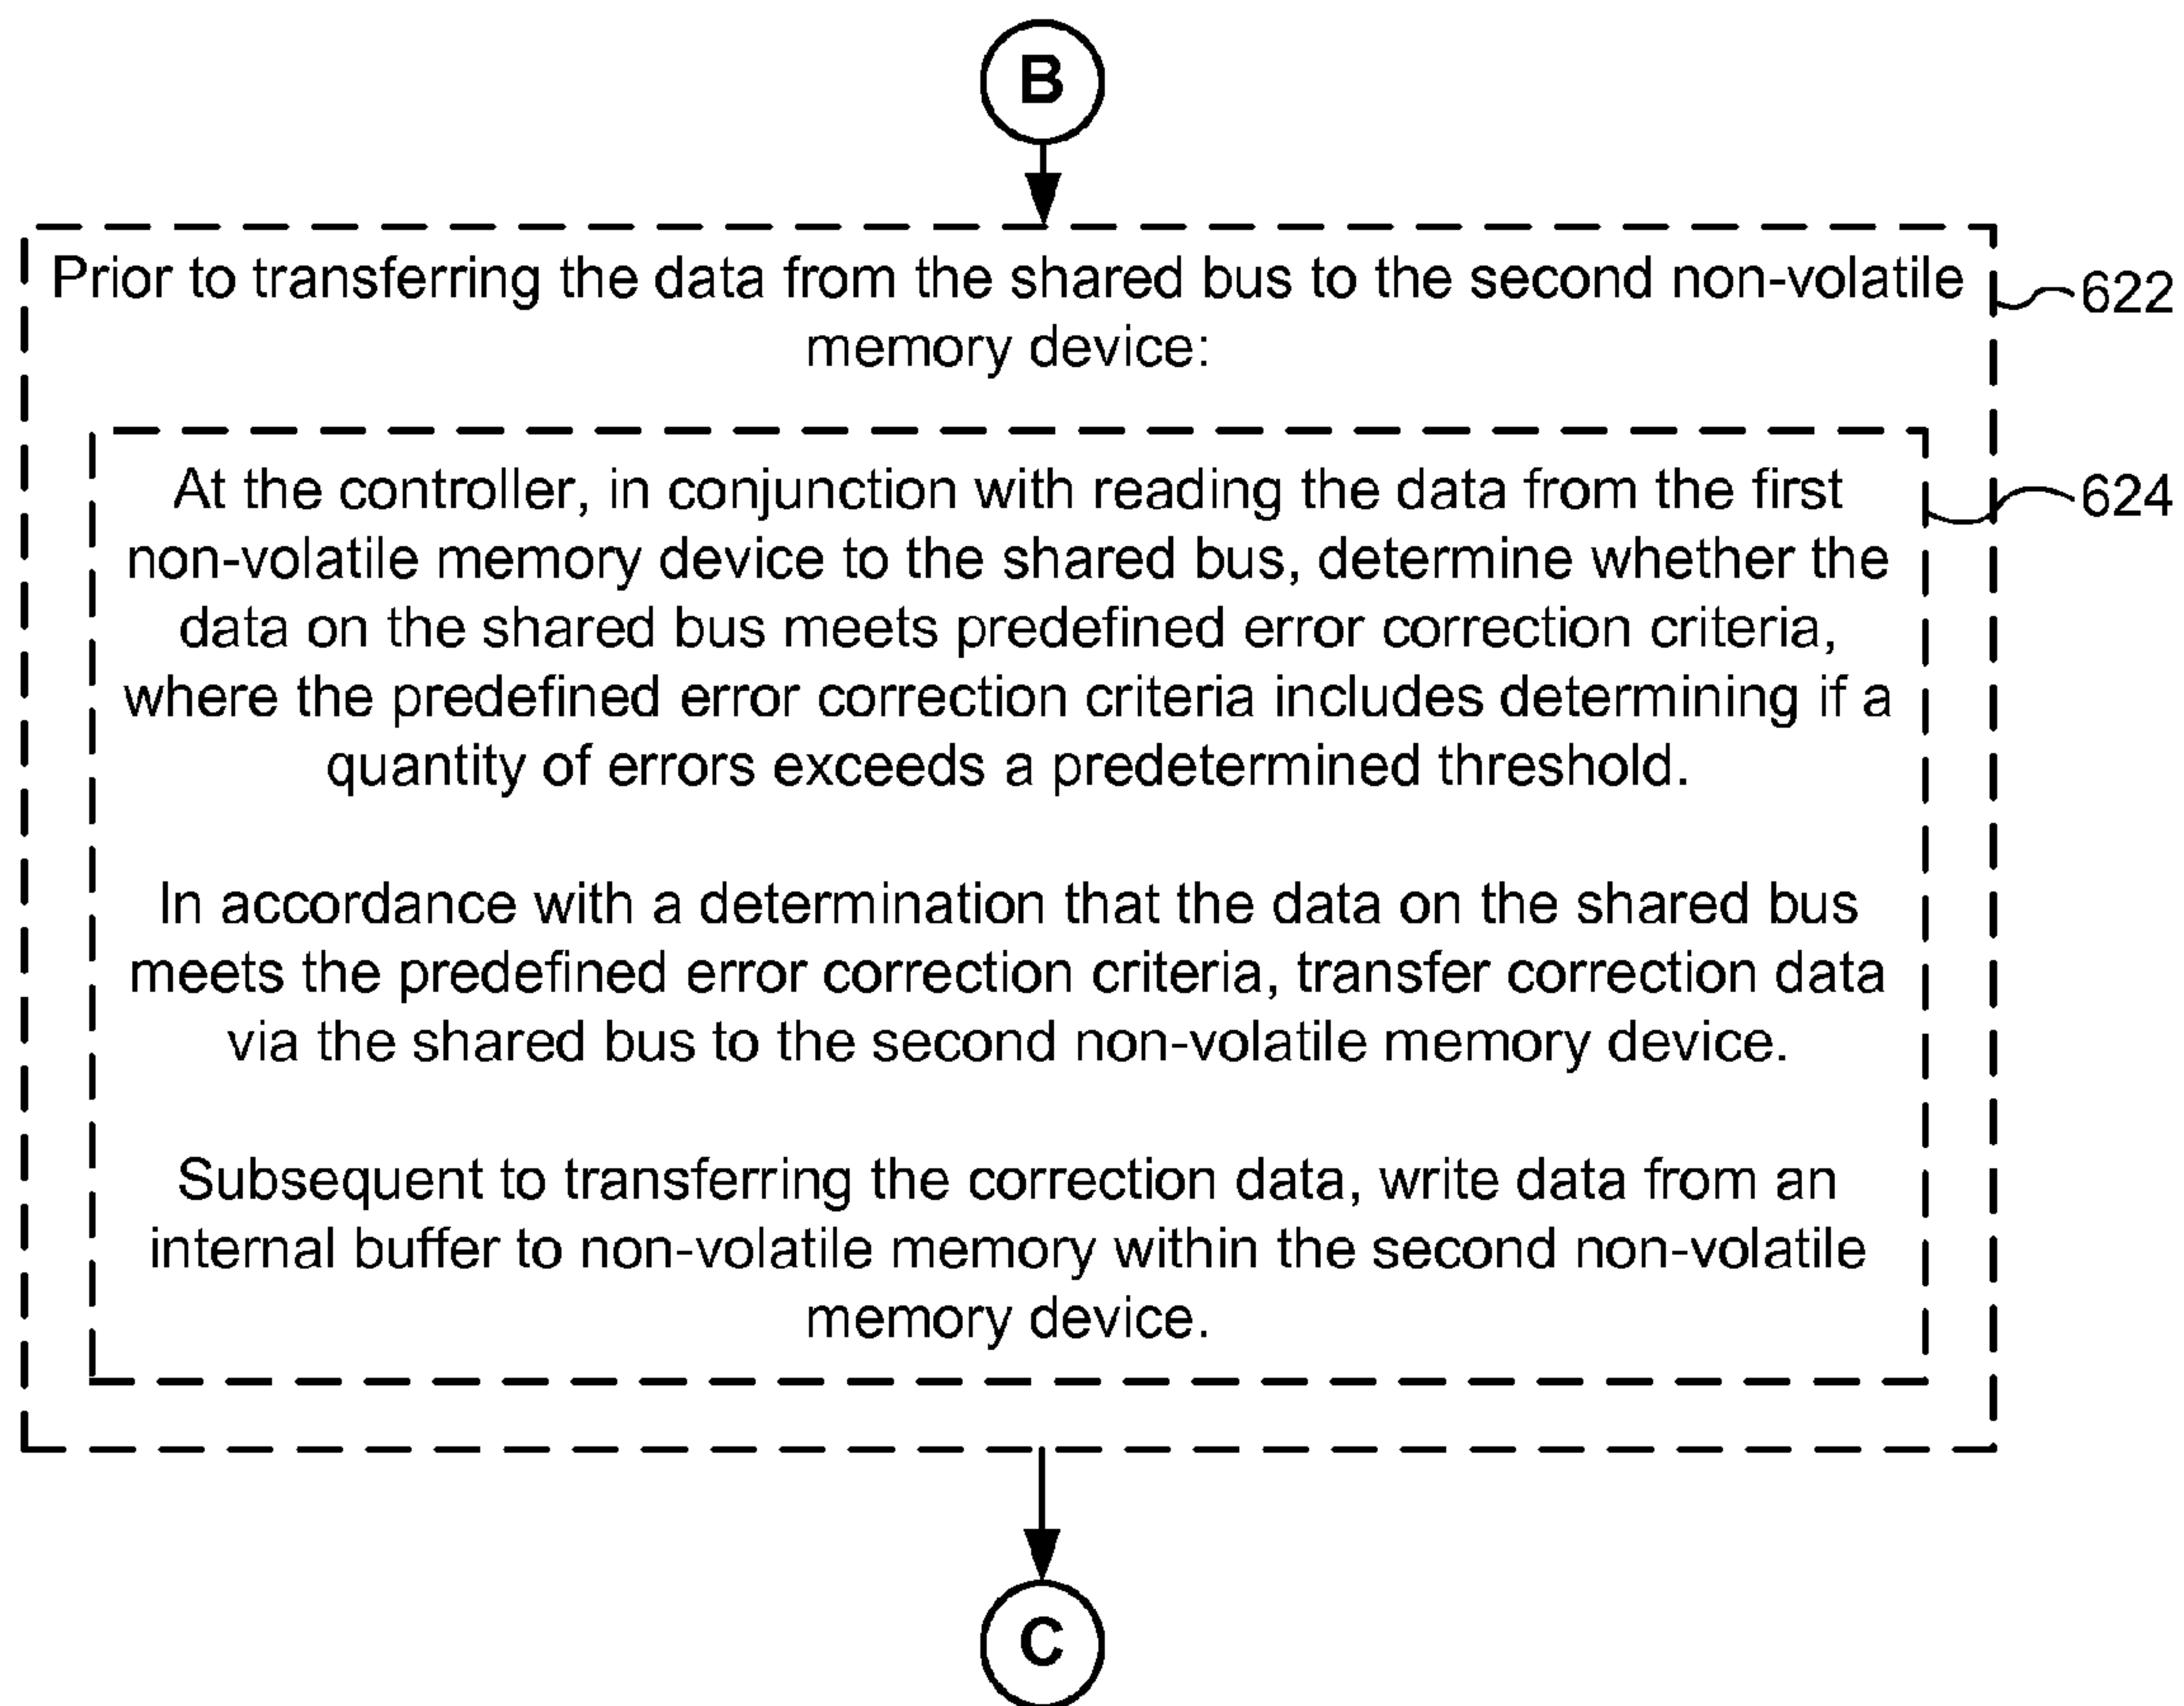 B
Prior to transferring the data from the shared bus to the second non-volatile
memory device:
622
At the controller, in conjunction with reading the data from the first
non-volatile memory device to the shared bus, determine whether the
data on the shared bus meets predefined error correction criteria,
where the predefined error correction criteria includes determining if a
quantity of errors exceeds a predetermined threshold.
624
In accordance with a determination that the data on the shared bus
meets the predefined error correction criteria, transfer correction data
via the shared bus to the second non-volatile memory device.
Subsequent to transferring the correction data, write data from an
internal buffer to non-volatile memory within the second non-volatile
memory device.
C